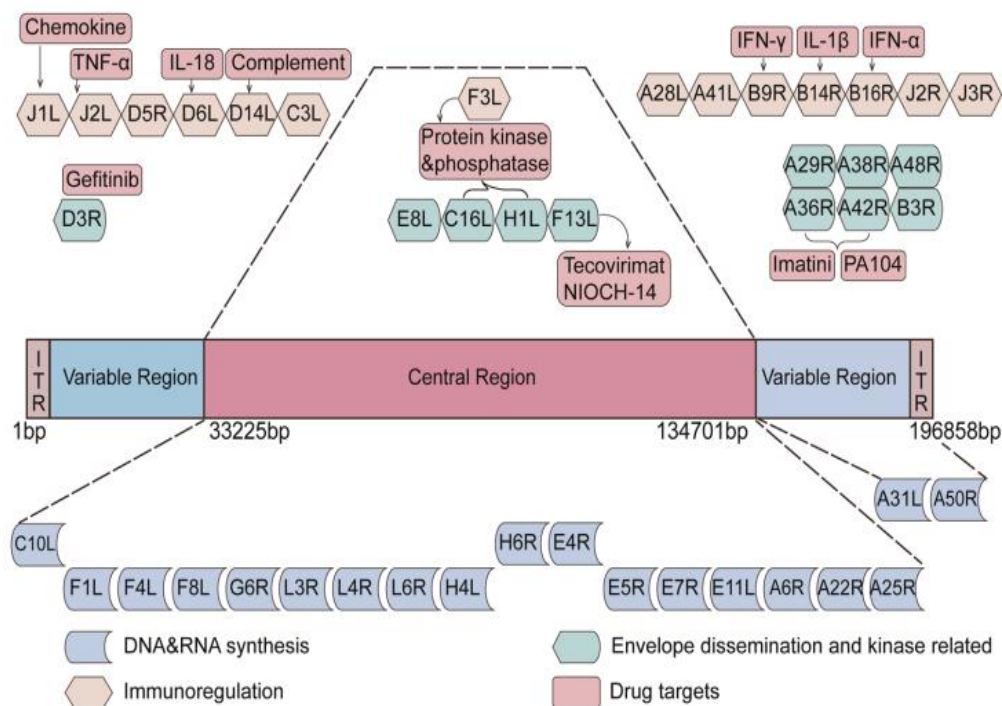 Chemokine
TNF-α IL-18 Complement
J1L J2L D5R D6L D14L C3L
Gefitinib
D3R
F3L
Protein kinase
&phosphatase
E8L C16L H1L F13L
Tecovirimat
NIOCH-14
IFN-γ IL-1β IFN-α
A28L A41L B9R B14R B16R J2R J3R
A29R A38R A48R
A36R A42R B3R
Imatini PA104
ITR Variable Region Central Region Variable Region ITR
1bp 33225bp 134701bp 196858bp
A31L A50R
C10L H6R E4R
F1L F4L F8L G6R L3R L4R L6R H4L E5R E7R E11L A6R A22R A25R
DNA&RNA synthesis Envelope dissemination and kinase related
Immunoregulation Drug targets